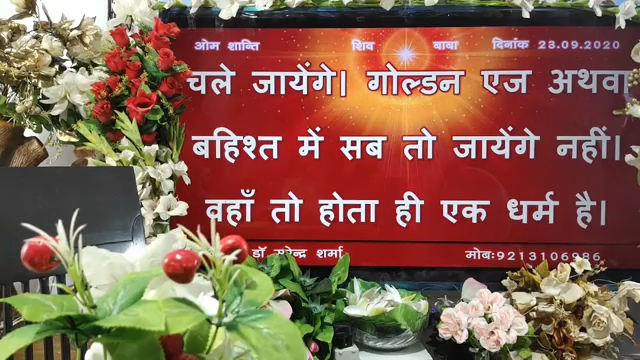 ओम शान्ति शिव बाबा दिनांक 23.09.2020
चले जायेंगे। गोल्डन एज अथवा
बहिश्त में सब तो जायेंगे नहीं।
वहाँ तो होता ही एक धर्म है।
डॉ सुरेन्द्र शर्मा मोबः9213106986